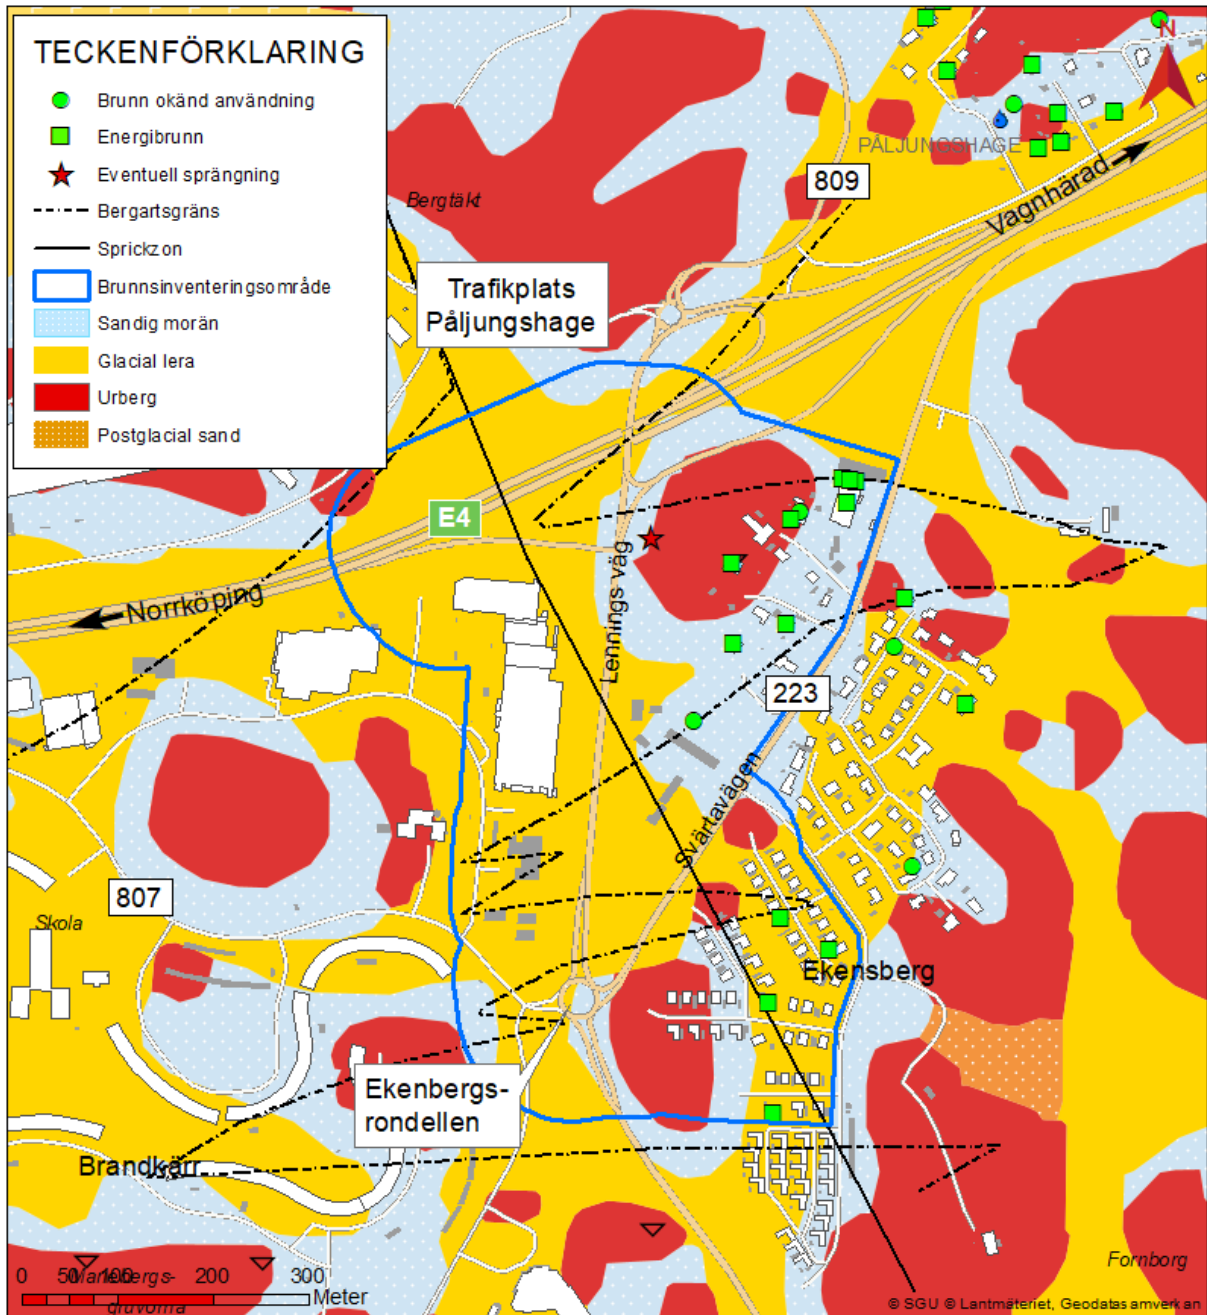 TECKENFÖRKLARING
Brunn okänd användning
Energibrunn
Eventuell sprängning
Bergartsgräns
Sprickzon
Brunnsinventeringsområde
Sandig morän
Glacial lera
Urberg
Postglacial sand
N
PÅLJUNGSHAGE
809
Vagnhärad
Bergtäkt
Trafikplats
Påljungshage
E4
Norrköping
Lennings väg
223
Svärtavägen
807
Skola
Ekensberg
Ekenbergs-
rondellen
Brandkärr
Fornborg
0 50 100 200 300
Meter
© SGU © Lantmäteriet, Geodatasamverkan